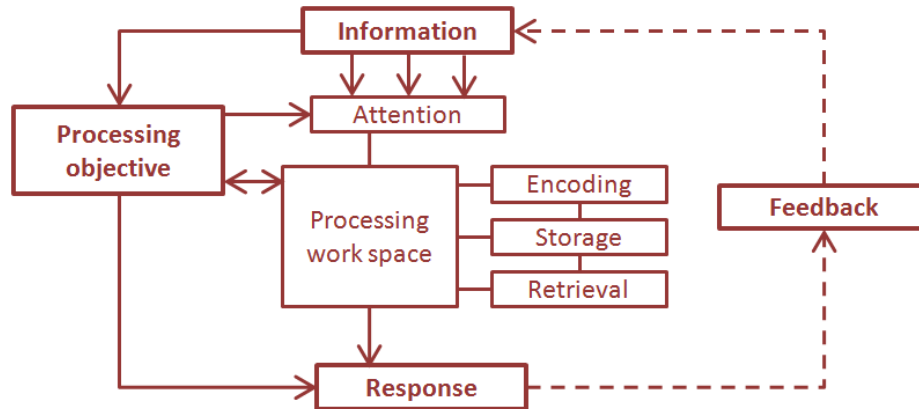 Information
Attention
Processing
objective
Processing
work space
Encoding
Storage
Retrieval
Feedback
Response